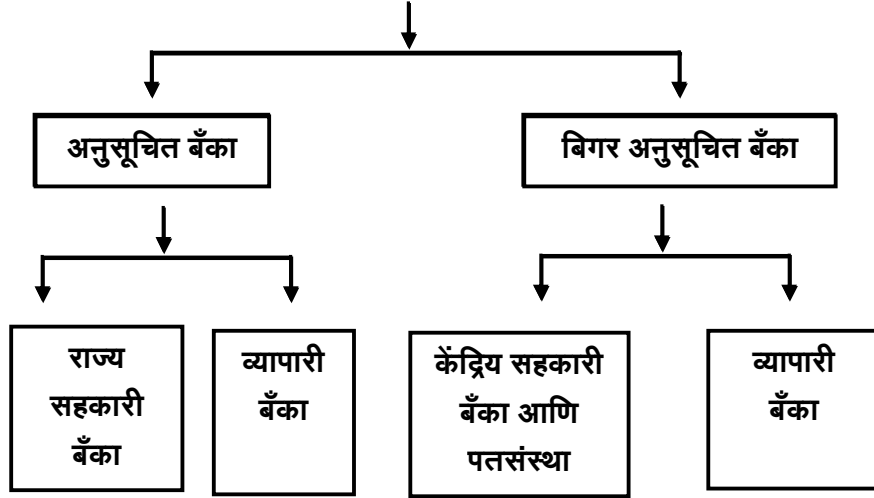 अनुसूचित बँका
बिगर अनुसूचित बँका
राज्य
सहकारी
बँका
व्यापारी
बँका
केंद्रिय सहकारी
बँका आणि
पतसंस्था
व्यापारी
बँका